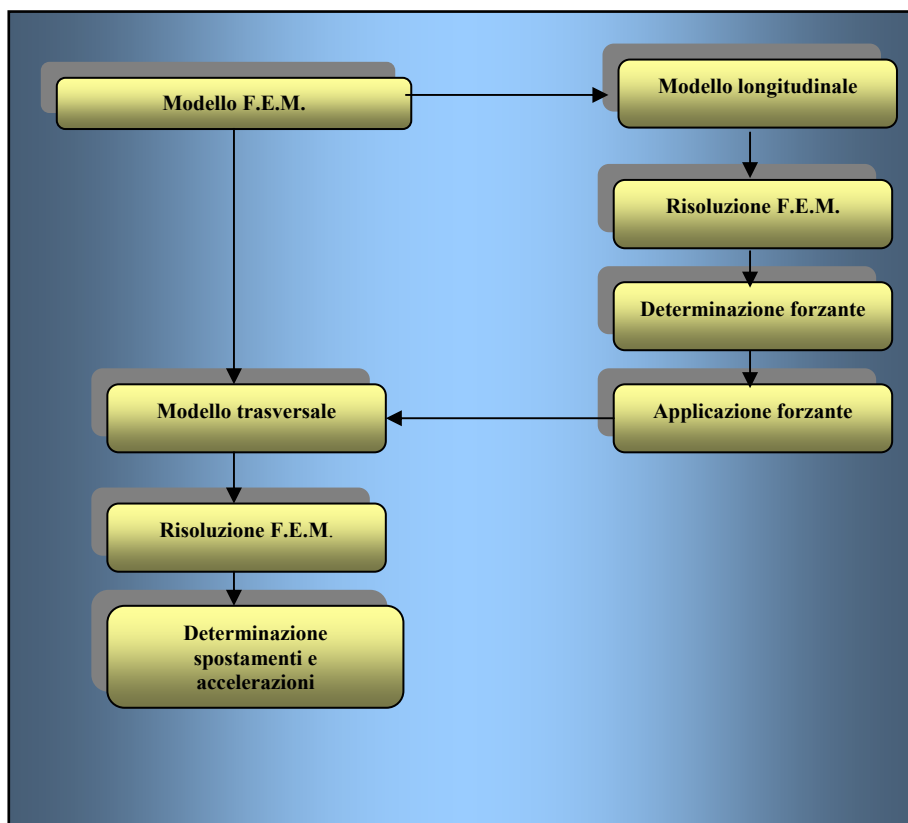 Modello F.E.M.
Modello longitudinale
Risoluzione F.E.M.
Determinazione forzante
Applicazione forzante
Modello trasversale
Risoluzione F.E.M.
Determinazione
spostamenti e
accelerazioni